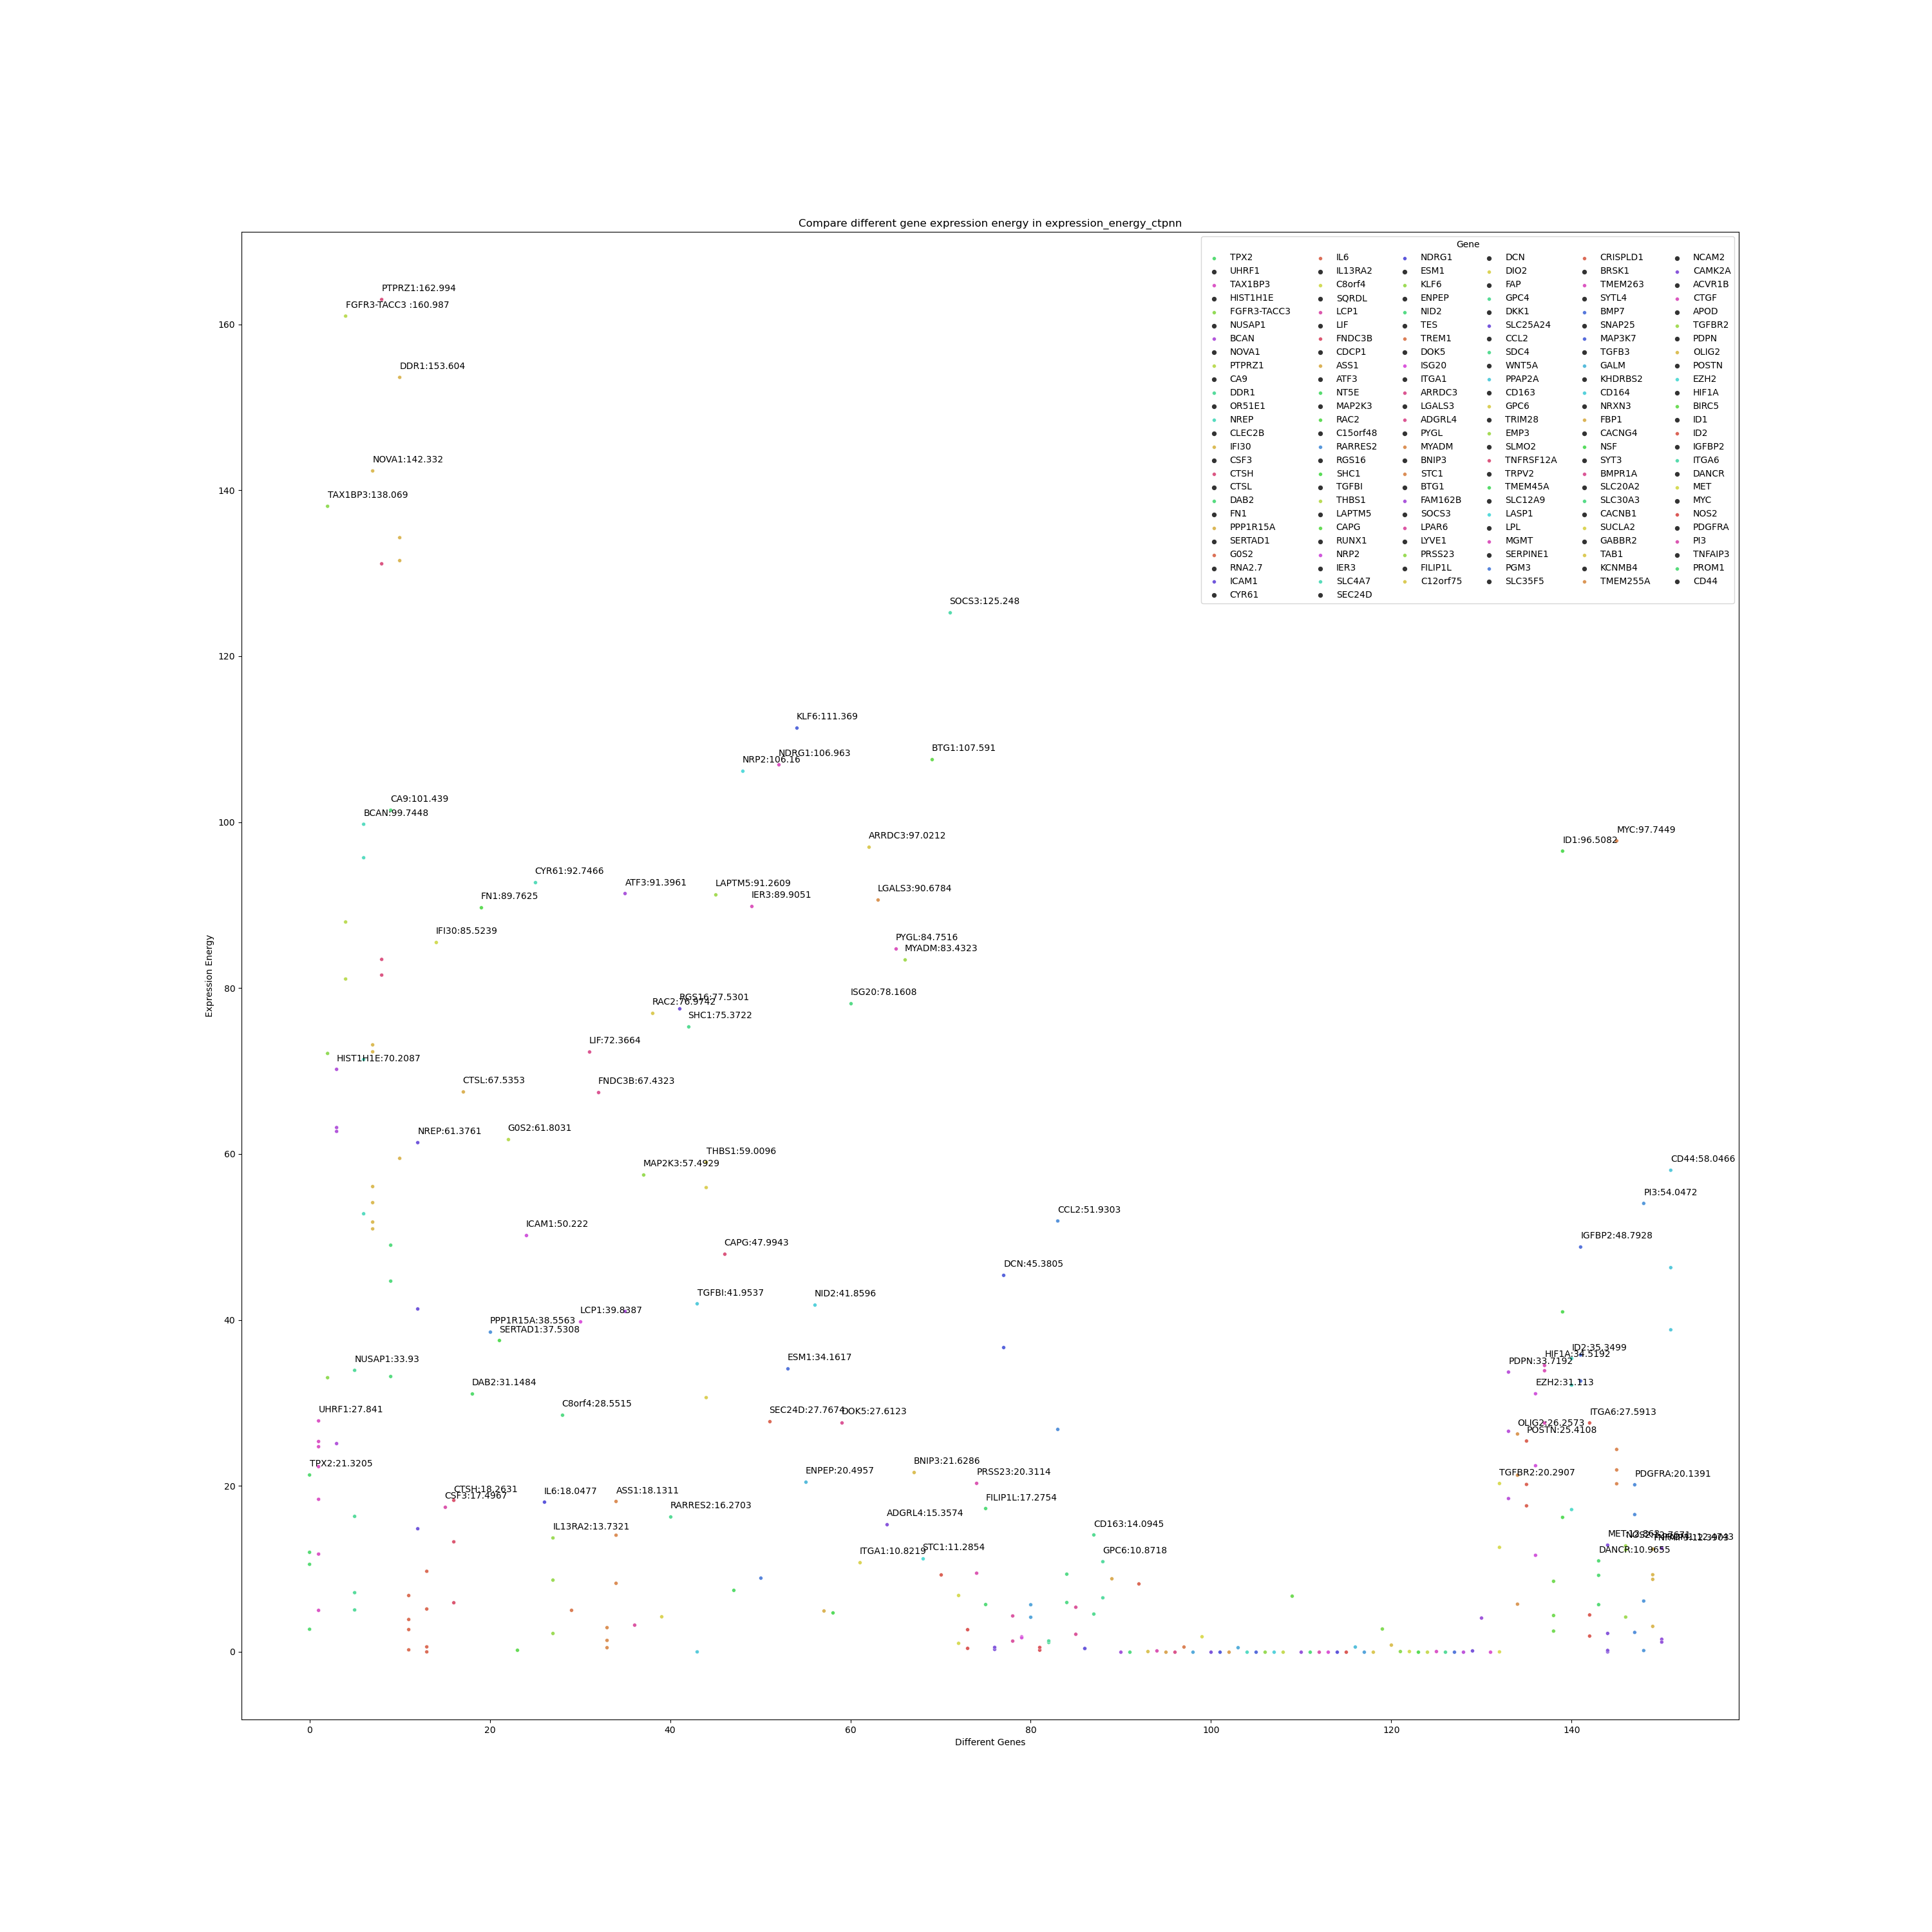 Compare different gene expression energy in expression_energy_ctpnn
Gene
TPX2
UHRF1
TAX1BP3
HIST1H1E
FGFR3-TACC3
NUSAP1
BCAN
NOVA1
PTPRZ1
CA9
DDR1
OR51E1
NREP
CLEC2B
IFI30
CSF3
CTSH
CTSL
DAB2
FN1
PPP1R15A
SERTAD1
G0S2
RNA2.7
ICAM1
CYR61
IL6
IL13RA2
C8orf4
SQRDL
LCP1
LIF
FNDC3B
CDCP1
ASS1
ATF3
NT5E
MAP2K3
RAC2
C15orf48
RARRES2
RGS16
SHC1
TGFBI
THBS1
LAPTM5
CAPG
RUNX1
NRP2
IER3
SLC4A7
SEC24D
NDRG1
ESM1
KLF6
ENPEP
NID2
TES
TREM1
DOK5
ISG20
ITGA1
ARRDC3
LGALS3
ADGRL4
PYGL
MYADM
BNIP3
STC1
BTG1
FAM162B
SOCS3
LPAR6
LYVE1
PRSS23
FILIP1L
C12orf75
DCN
DIO2
FAP
GPC4
DKK1
SLC25A24
CCL2
SDC4
WNT5A
PPAP2A
CD163
GPC6
TRIM28
EMP3
SLMO2
TNFRSF12A
TRPV2
TMEM45A
SLC12A9
LASP1
LPL
MGMT
SERPINE1
PGM3
SLC35F5
CRISPLD1
BRSK1
TMEM263
SYTL4
BMP7
SNAP25
MAP3K7
TGFB3
GALM
KHDRBS2
CD164
NRXN3
FBP1
CACNG4
NSF
SYT3
BMPR1A
SLC20A2
SLC30A3
CACNB1
SUCLA2
GABBR2
TAB1
KCNMB4
TMEM255A
NCAM2
CAMK2A
ACVR1B
CTGF
APOD
TGFBR2
PDPN
OLIG2
POSTN
EZH2
HIF1A
BIRC5
ID1
ID2
IGFBP2
ITGA6
DANCR
MET
MYC
NOS2
PDGFRA
PI3
TNFAIP3
PROM1
CD44
PTPRZ1:162.994
FGFR3-TACC3 :160.987
DDR1:153.604
NOVA1:142.332
TAX1BP3:138.069
SOCS3:125.248
KLF6:111.369
BTG1:107.591
NDRG1:106.963
NRP2:106.16
CA9:101.439
BCAN:99.7448
MYC:97.7449
ARRDC3:97.0212
ID1:96.5082
CYR61:92.7466
ATF3:91.3961
LAPTM5:91.2609
LGALS3:90.6784
IER3:89.9051
FN1:89.7625
IFI30:85.5239
PYGL:84.7516
MYADM:83.4323
ISG20:78.1608
RGS16:77.5301
RAC2:76.9742
SHC1:75.3722
LIF:72.3664
HIST1H1E:70.2087
CTSL:67.5353
FNDC3B:67.4323
G0S2:61.8031
NREP:61.3761
THBS1:59.0096
CD44:58.0466
MAP2K3:57.4929
PI3:54.0472
CCL2:51.9303
ICAM1:50.222
IGFBP2:48.7928
CAPG:47.9943
DCN:45.3805
TGFBI:41.9537
NID2:41.8596
LCP1:39.8387
PPP1R15A:38.5563
SERTAD1:37.5308
ID2:35.3499
HIF1A:34.5192
ESM1:34.1617
NUSAP1:33.93
PDPN:33.7192
EZH2:31.113
DAB2:31.1484
C8orf4:28.5515
UHRF1:27.841
SEC24D:27.7674
DOK5:27.6123
ITGA6:27.5913
OLIG2:26.2573
POSTN:25.4108
BNIP3:21.6286
TPX2:21.3205
ENPEP:20.4957
PRSS23:20.3114
TGFBR2:20.2907
PDGFRA:20.1391
CTSH:18.2631
ASS1:18.1311
IL6:18.0477
CSF3:17.4967
FILIP1L:17.2754
RARRES2:16.2703
ADGRL4:15.3574
CD163:14.0945
IL13RA2:13.7321
STC1:11.2854
DANCR:10.9655
GPC6:10.8718
ITGA1:10.8219
160
140
120
100
80
60
40
20
0
Expression Energy
0 20 40 60 80 100 120 140
Different Genes